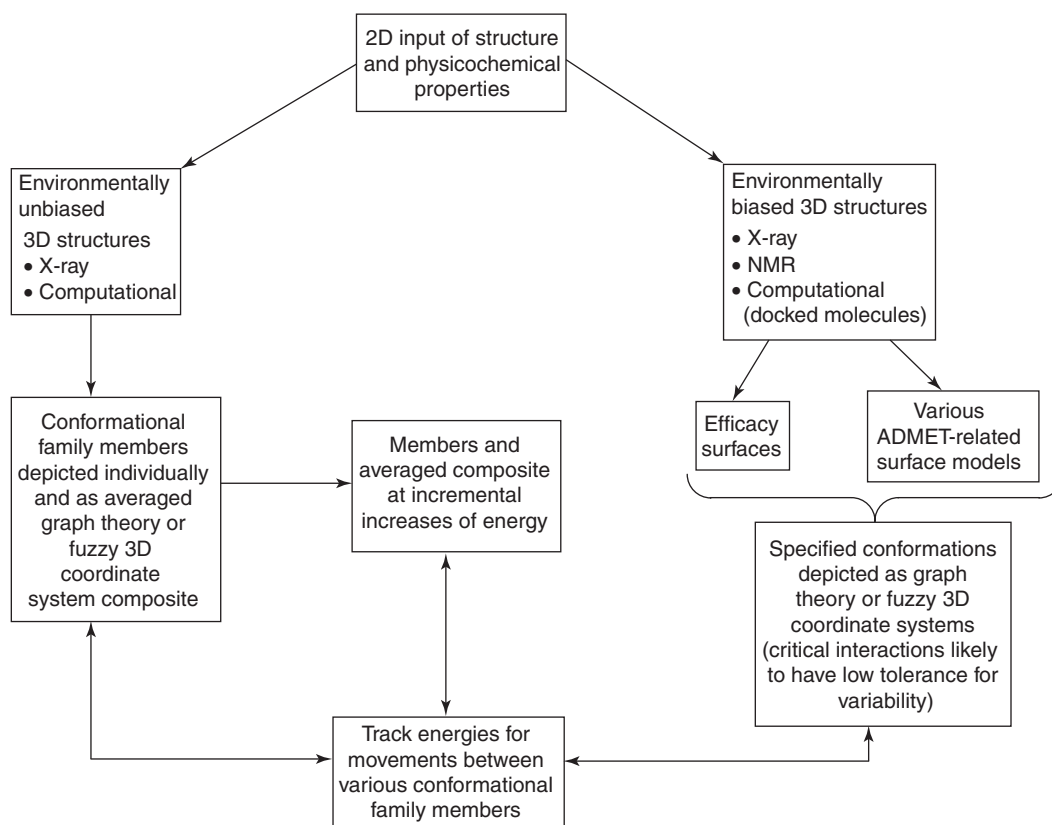 2D input of structure
and physicochemical
properties
Environmentally
unbiased
3D structures
• X-ray
• Computational
Environmentally
biased 3D structures
• X-ray
• NMR
• Computational
(docked molecules)
Conformational
family members
depicted individually
and as averaged
graph theory or
fuzzy 3D
coordinate
system composite
Members and
averaged composite
at incremental
increases of energy
Efficacy
surfaces
Various
ADMET-related
surface models
Specified conformations
depicted as graph
theory or fuzzy 3D
coordinate systems
(critical interactions likely
to have low tolerance for
variability)
Track energies for
movements between
various conformational
family members